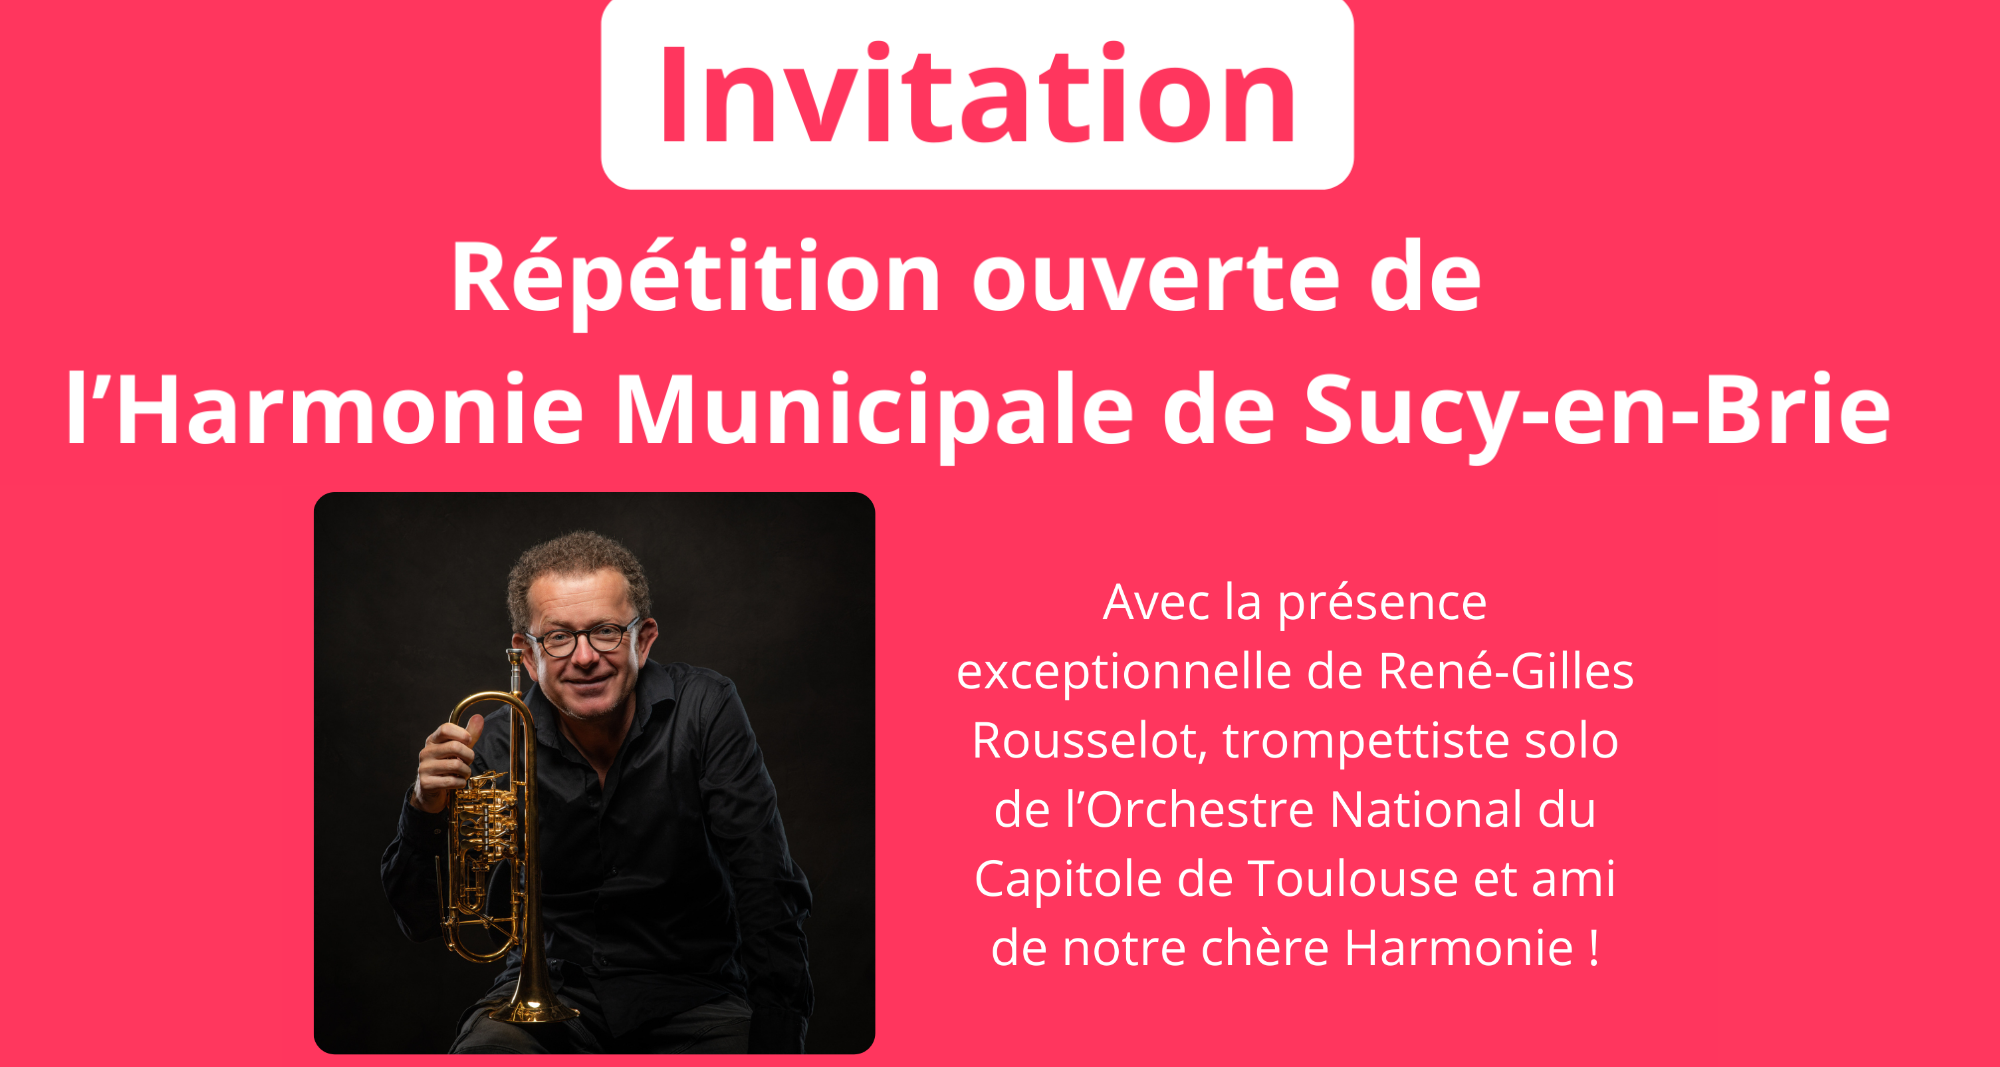 Invitation
Répétition ouverte de
l’Harmonie Municipale de Sucy-en-Brie
Avec la présence
exceptionnelle de René-Gilles
Rousselot, trompettiste solo
de l’Orchestre National du
Capitole de Toulouse et ami
de notre chère Harmonie !